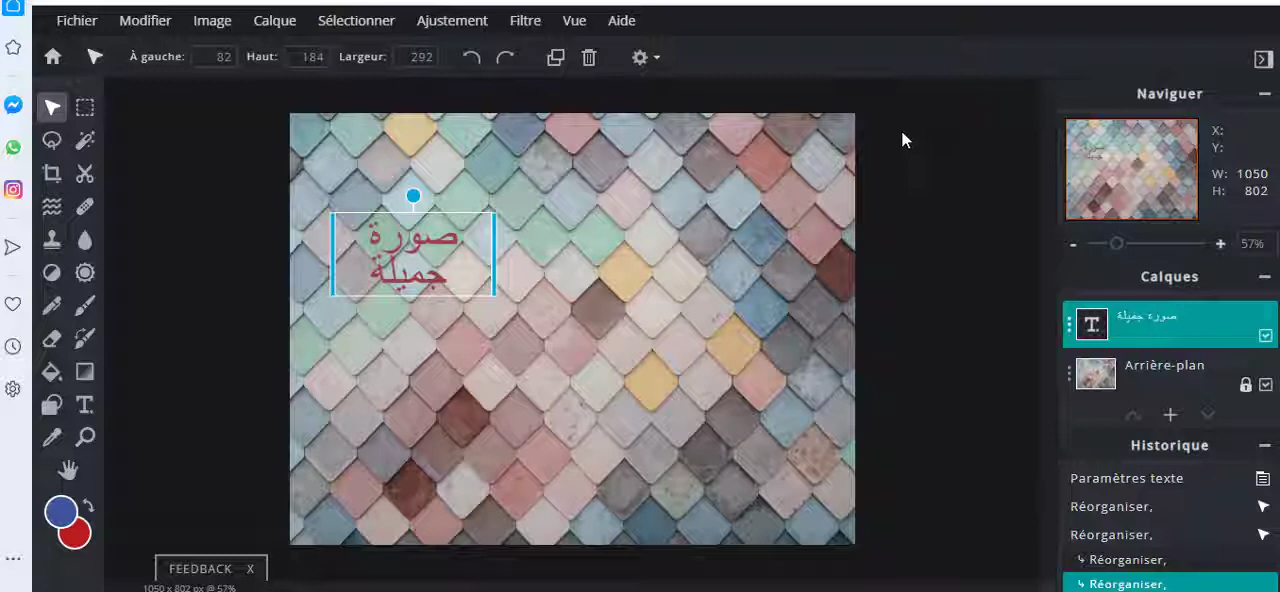 Fichier Modifier Image Calque Sélectionner Ajustement Filtre Vue Aide
À gauche: 82 Haut: 184 Largeur: 292
Naviguer
X:
Y:
W: 1050
H: 802
57%
صورة
جميلة
Calques
صورة جميلة
Arrière-plan
Historique
Paramètres texte
Réorganiser,
Réorganiser,
↳ Réorganiser,
↳ Réorganiser,
FEEDBACK X
1050 x 802 px @ 57%